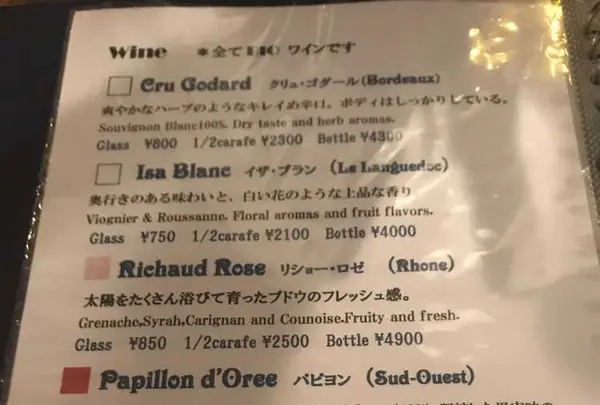 Wine ＊全て BIO ワインです
Cru Godard クリュ・ゴダール(Bordeaux)
爽やかなハーブのようなキレイめ辛口。ボディはしっかりしている。
Souvignon Blanc100%. Dry taste and herb aromas.
Glass ¥800 1/2carafe ¥2300 Bottle ¥4300
Isa Blanc イザ・ブラン (Le Languedoc)
奥行きのある味わいと、白い花のような上品な香り
Viognier & Roussanne. Floral aromas and fruit flavors.
Glass ¥750 1/2carafe ¥2100 Bottle ¥4000
Richaud Rose リショー・ロゼ (Rhone)
太陽をたくさん浴びて育ったブドウのフレッシュ感。
Grenache,Syrah,Carignan and Counoise.Fruity and fresh.
Glass ¥850 1/2carafe ¥2500 Bottle ¥4900
Papillon d'Oree パピヨン (Sud-Ouest)